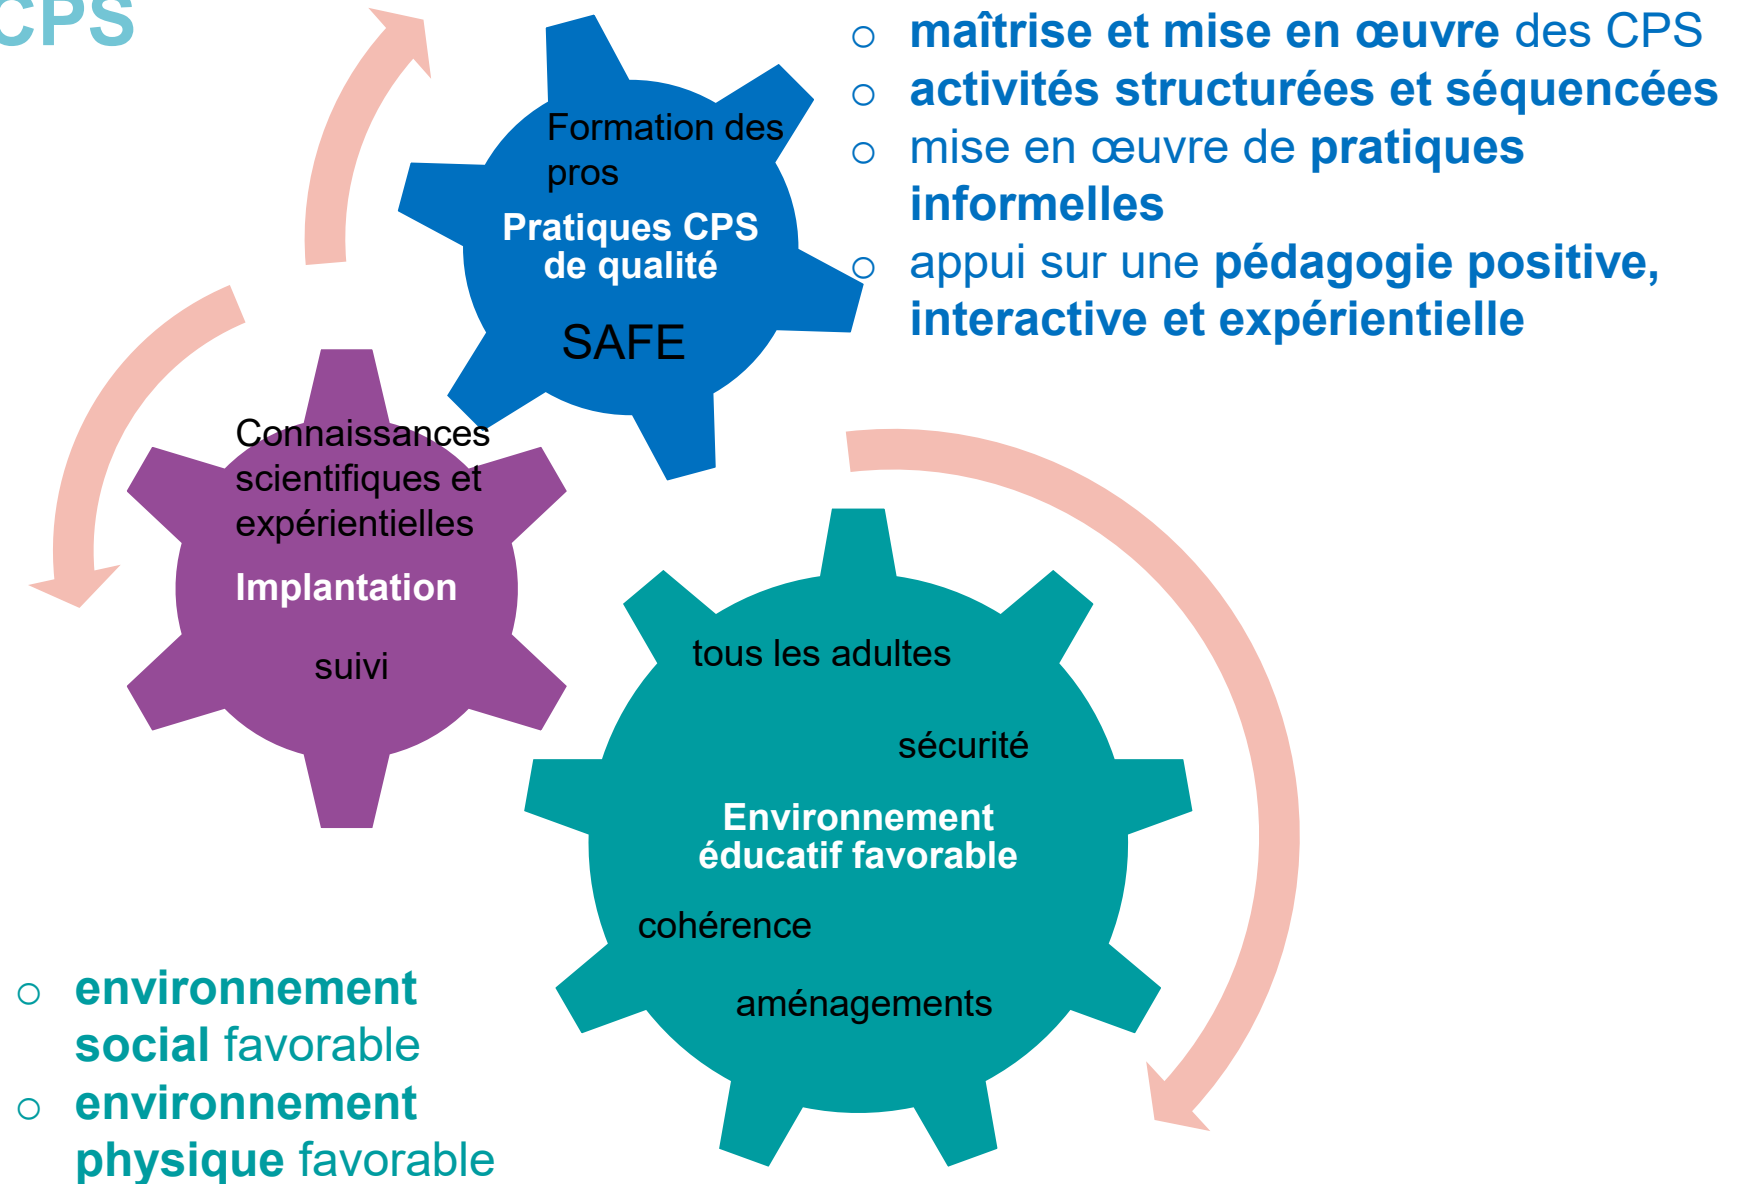 CPS
maîtrise et mise en œuvre des CPS
activités structurées et séquencées
mise en œuvre de pratiques
informelles
appui sur une pédagogie positive,
interactive et expérientielle
Formation des
pros
Pratiques CPS
de qualité
SAFE
Connaissances
scientifiques et
expérientielles
Implantation
suivi
tous les adultes
sécurité
Environnement
éducatif favorable
cohérence
aménagements
environnement
social favorable
environnement
physique favorable